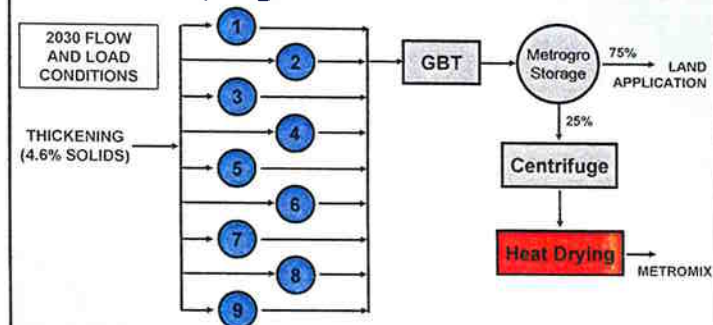 2030 FLOW
AND LOAD
CONDITIONS
THICKENING
(4.6% SOLIDS)
1
2
3
4
5
6
7
8
9
GBT
Metrogro
Storage
75%
LAND
APPLICATION
25%
Centrifuge
Heat Drying
METROMIX